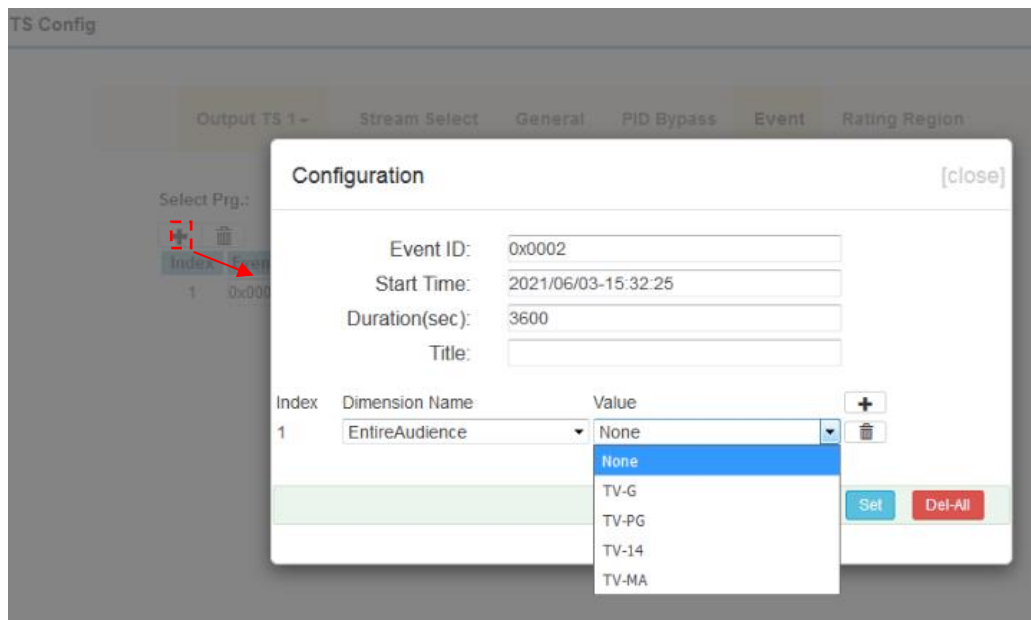 TS Config
Output TS 1 Stream Select General PID Bypass Event Rating Region
Configuration [close]
Select Prg.:
Event ID: 0x0002
Index
Start Time: 2021/06/03-15:32:25
1
Duration(sec): 3600
Title:
Index Dimension Name Value
1 EntireAudience None
None
TV-G
Set Del-All
TV-PG
TV-14
TV-MA